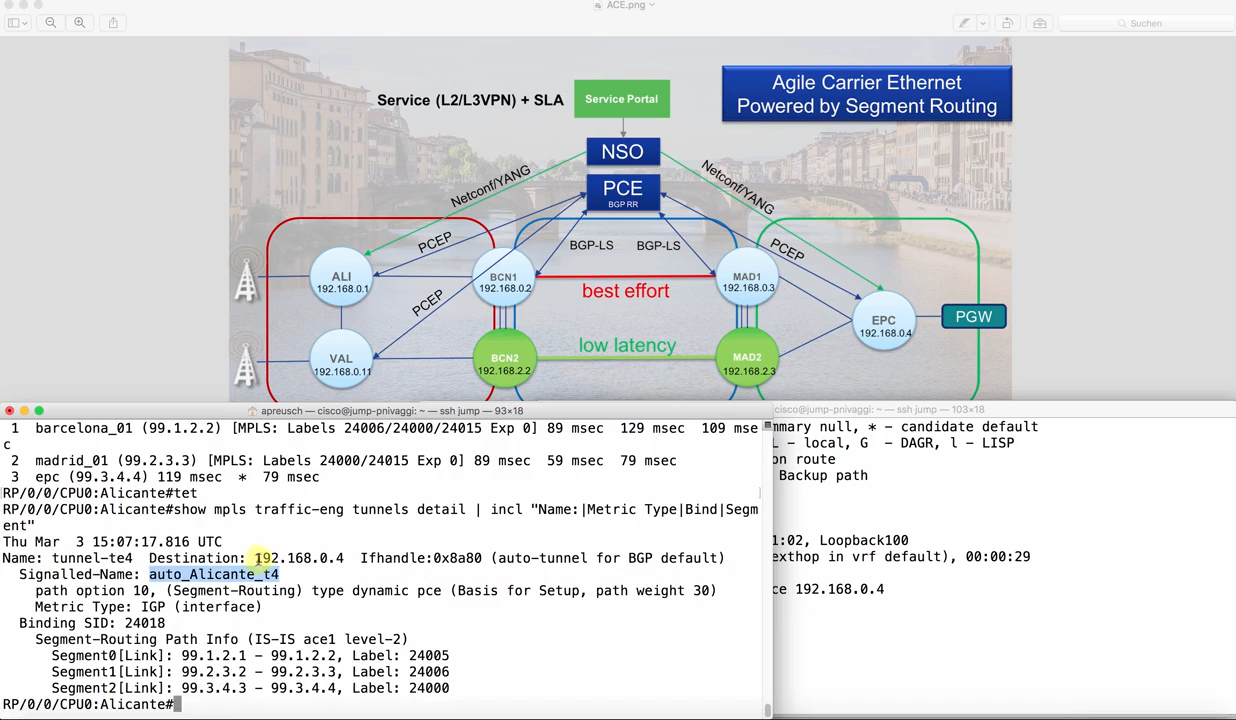 ACE.png
Suchen
Service (L2/L3VPN) + SLA
Service Portal
Agile Carrier Ethernet
Powered by Segment Routing
NSO
Netconf/YANG
Netconf/YANG
PCE
BGP RR
PCEP
BGP-LS
BGP-LS
PCEP
ALI
192.168.0.1
BCN1
192.168.0.2
best effort
MAD1
192.168.0.3
PCEP
EPC
192.168.0.4
PGW
VAL
192.168.0.11
BCN2
192.168.2.2
low latency
MAD2
192.168.2.3
apreusch — cisco@jump-pnivaggi: ~ — ssh jump — 93×18
1  barcelona_01 (99.1.2.2) [MPLS: Labels 24006/24000/24015 Exp 0] 89 msec  129 msec  109 mse
c
2  madrid_01 (99.2.3.3) [MPLS: Labels 24000/24015 Exp 0] 89 msec  59 msec  79 msec
3  epc (99.3.4.4) 119 msec  *  79 msec
RP/0/0/CPU0:Alicante#tet
RP/0/0/CPU0:Alicante#show mpls traffic-eng tunnels detail | incl "Name:|Metric Type|Bind|Segm
ent"
Thu Mar  3 15:07:17.816 UTC
Name: tunnel-te4  Destination: 192.168.0.4  Ifhandle:0x8a80 (auto-tunnel for BGP default)
Signalled-Name: auto_Alicante_t4
path option 10, (Segment-Routing) type dynamic pce (Basis for Setup, path weight 30)
Metric Type: IGP (interface)
Binding SID: 24018
Segment-Routing Path Info (IS-IS ace1 level-2)
Segment0[Link]: 99.1.2.1 - 99.1.2.2, Label: 24005
Segment1[Link]: 99.2.3.2 - 99.2.3.3, Label: 24006
Segment2[Link]: 99.3.4.3 - 99.3.4.4, Label: 24000
RP/0/0/CPU0:Alicante#
cisco@jump-pnivaggi: ~ — ssh jump — 103×18
mmary null, * - candidate default
L - local, G  - DAGR, l - LISP
on route
Backup path
1:02, Loopback100
exthop in vrf default), 00:00:29
ce 192.168.0.4